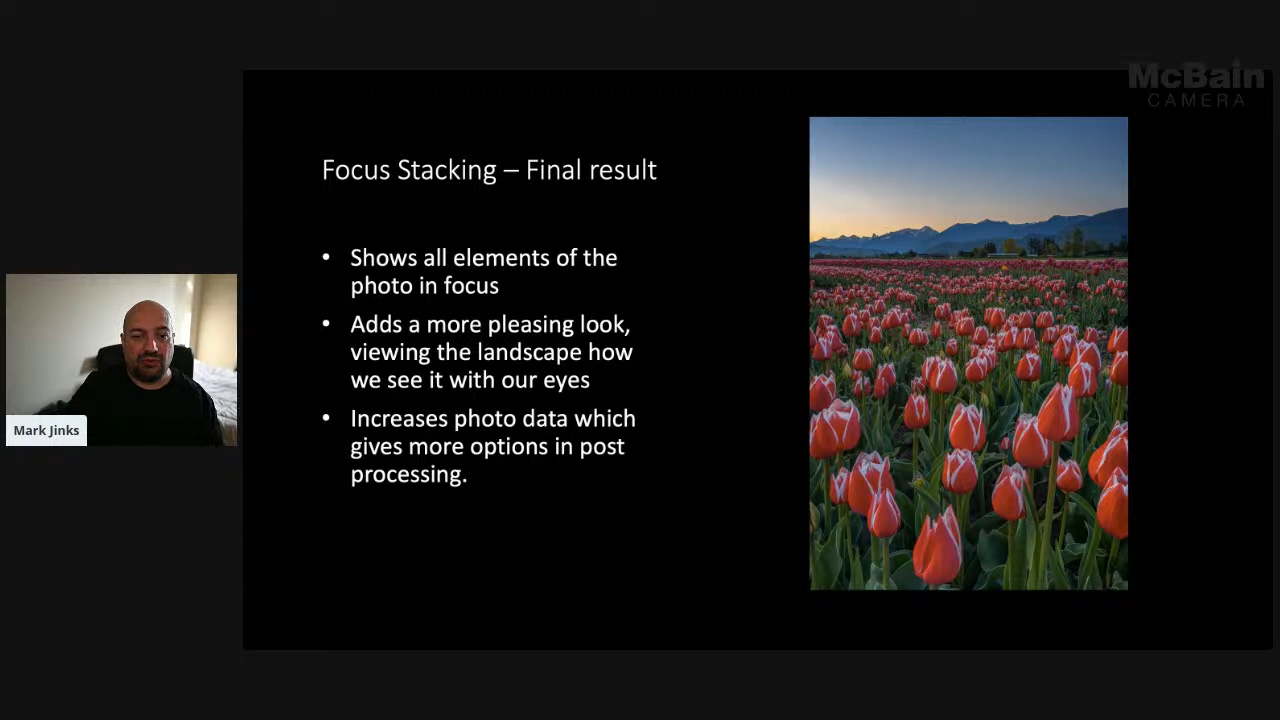 McBain
CAMERA
Focus Stacking – Final result
• Shows all elements of the
photo in focus
• Adds a more pleasing look,
viewing the landscape how
we see it with our eyes
• Increases photo data which
gives more options in post
processing.
Mark Jinks